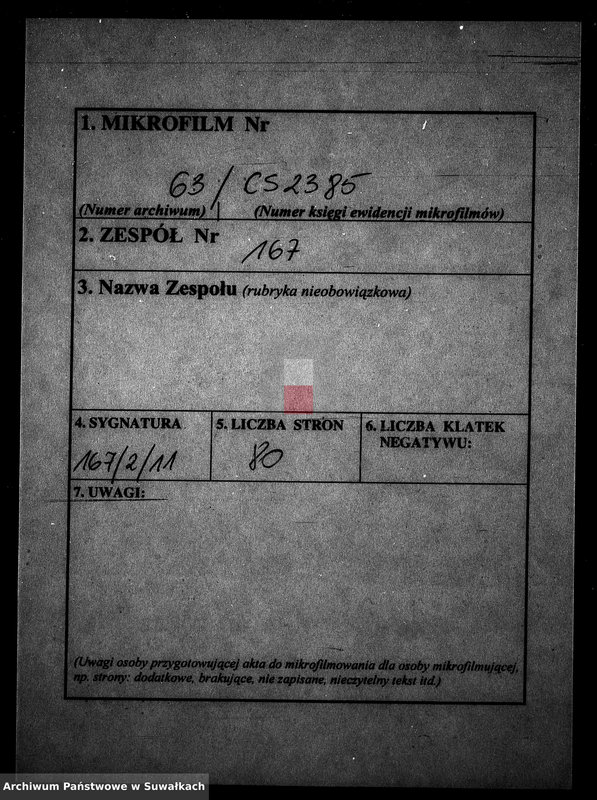 1. MIKROFILM Nr
63 / CS2385
(Numer archiwum) (Numer księgi ewidencji mikrofilmów)
2. ZESPÓŁ Nr
167
3. Nazwa Zespołu (rubryka nieobowiązkowa)
4. SYGNATURA
167/2/11
5. LICZBA STRON
80
6. LICZBA KLATEK
NEGATYWU:
7. UWAGI:
(Uwagi osoby przygotowującej akta do mikrofilmowania dla osoby mikrofilmującej,
np. strony: dodatkowe, brakujące, nie zapisane, nieczytelny tekst itd.)
Archiwum Państwowe w Suwałkach